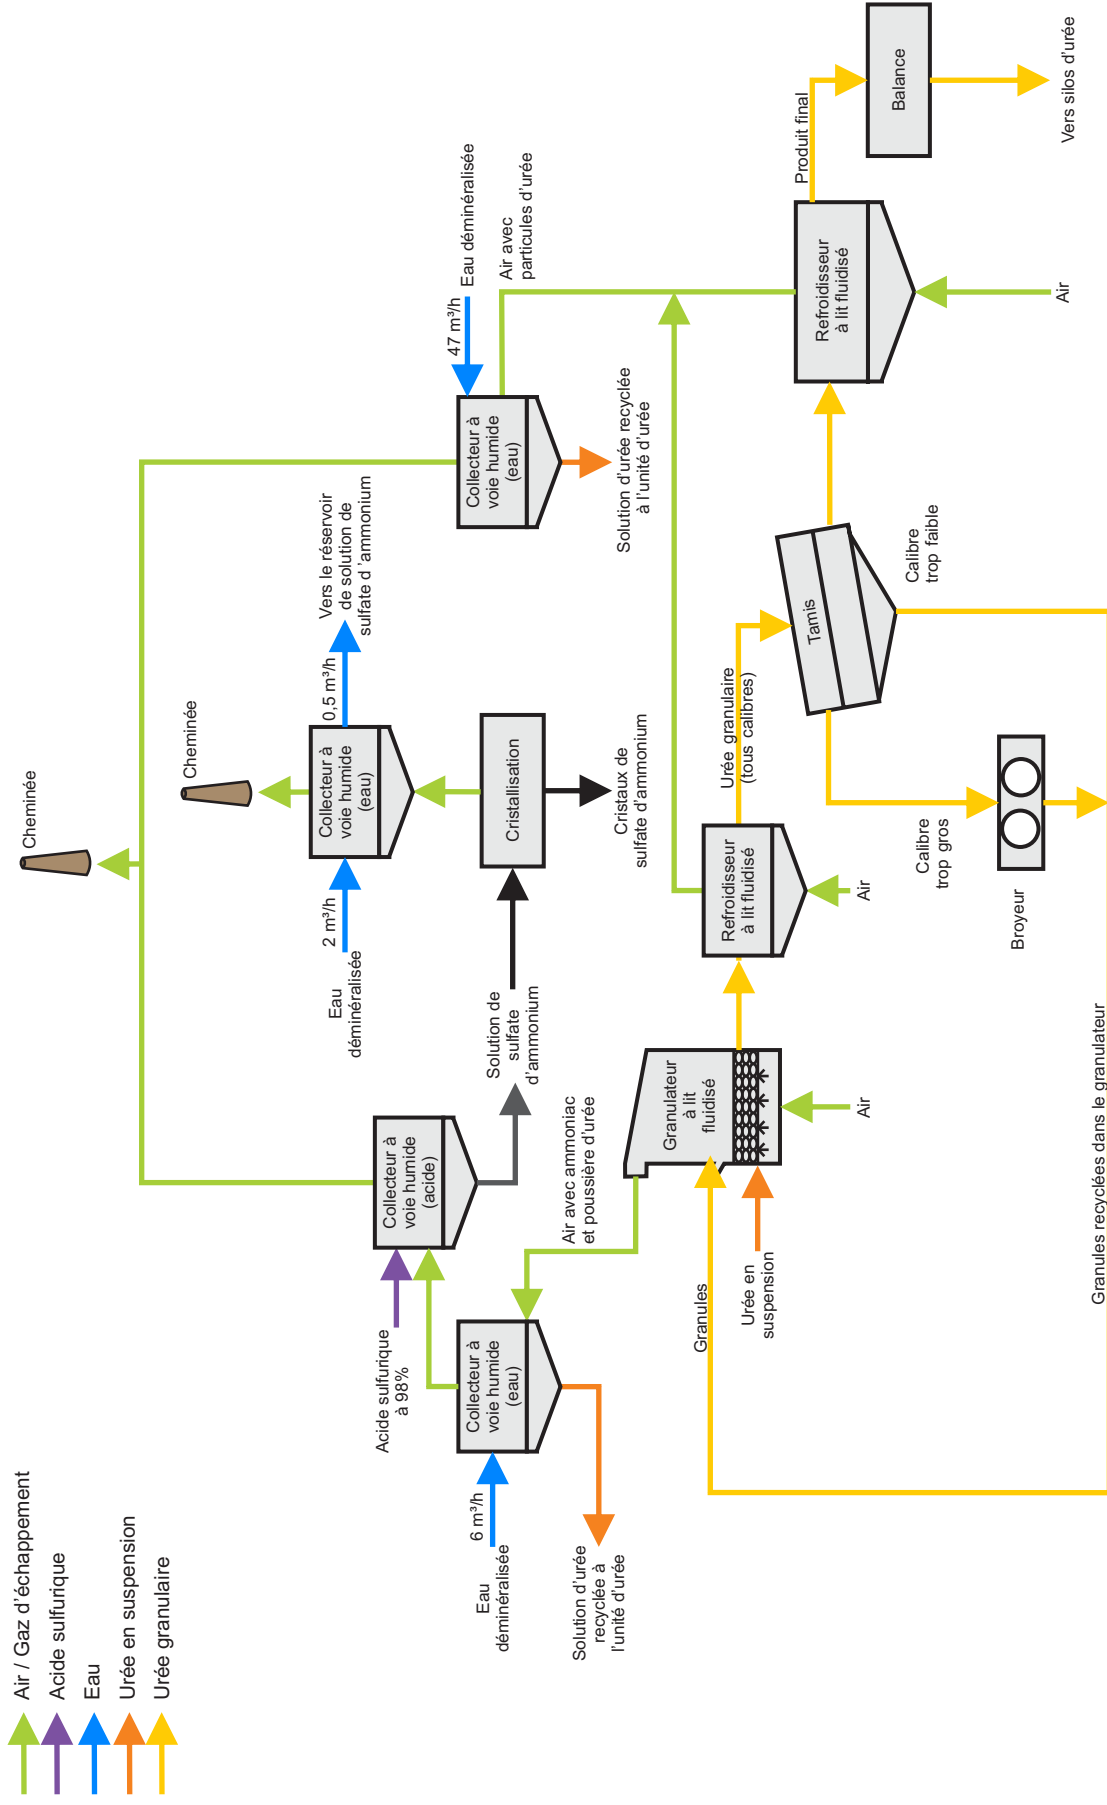 Air / Gaz d'échappement
Acide sulfurique
Eau
Urée en suspension
Urée granulaire
Cheminée
Cheminée
Collecteur à
voie humide
(acide)
Acide sulfurique
à 98%
Solution de
sulfate
d'ammonium
Eau
déminéralisée
2 m³/h
Collecteur à
voie humide
(eau)
0,5 m³/h
Vers le réservoir
de solution de
sulfate d 'ammonium
Cristallisation
Cristaux de
sulfate d'ammonium
Eau
déminéralisée
6 m³/h
Collecteur à
voie humide
(eau)
Solution d'urée
recyclée à
l'unité d'urée
Air avec ammoniac
et poussière d'urée
Collecteur à
voie humide
(eau)
47 m³/h
Eau déminéralisée
Air avec
particules d'urée
Solution d'urée recyclée
à l'unité d'urée
Granules
Urée en
suspension
Granulateur
à lit
fluidisé
Air
Refroidisseur
à lit fluidisé
Air
Urée granulaire
(tous calibres)
Tamis
Calibre
trop gros
Calibre
trop faible
Broyeur
Refroidisseur
à lit fluidisé
Air
Produit final
Balance
Vers silos d'urée
Granules recyclées dans le granulateur